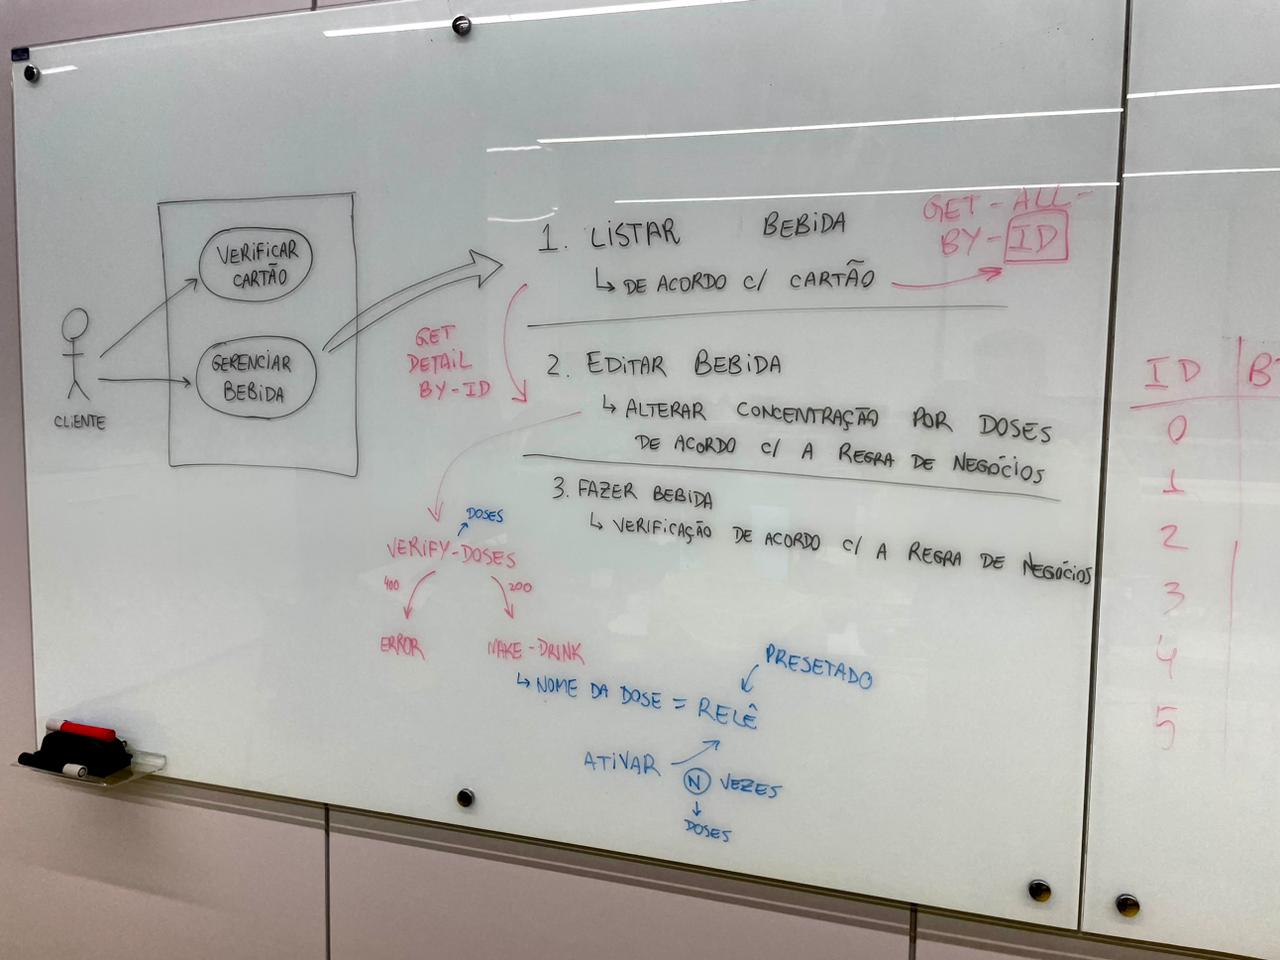 VERIFICAR
CARTÃO
GERENCIAR
BEBIDA
CLIENTE
1. LISTAR BEBIDA
↳ DE ACORDO C/ CARTÃO
GET-ALL-
BY-ID
GET
DETAIL
BY-ID
2. EDITAR BEBIDA
↳ ALTERAR CONCENTRAÇÃO POR DOSES
DE ACORDO C/ A REGRA DE NEGÓCIOS
3. FAZER BEBIDA
↳ VERIFICAÇÃO DE ACORDO C/ A REGRA DE NEGÓCIOS
DOSES
VERIFY-DOSES
400
200
ERROR
MAKE-DRINK
↳ NOME DA DOSE = RELÊ
PRESETADO
ATIVAR
N VEZES
DOSES
ID
0
1
2
3
4
5